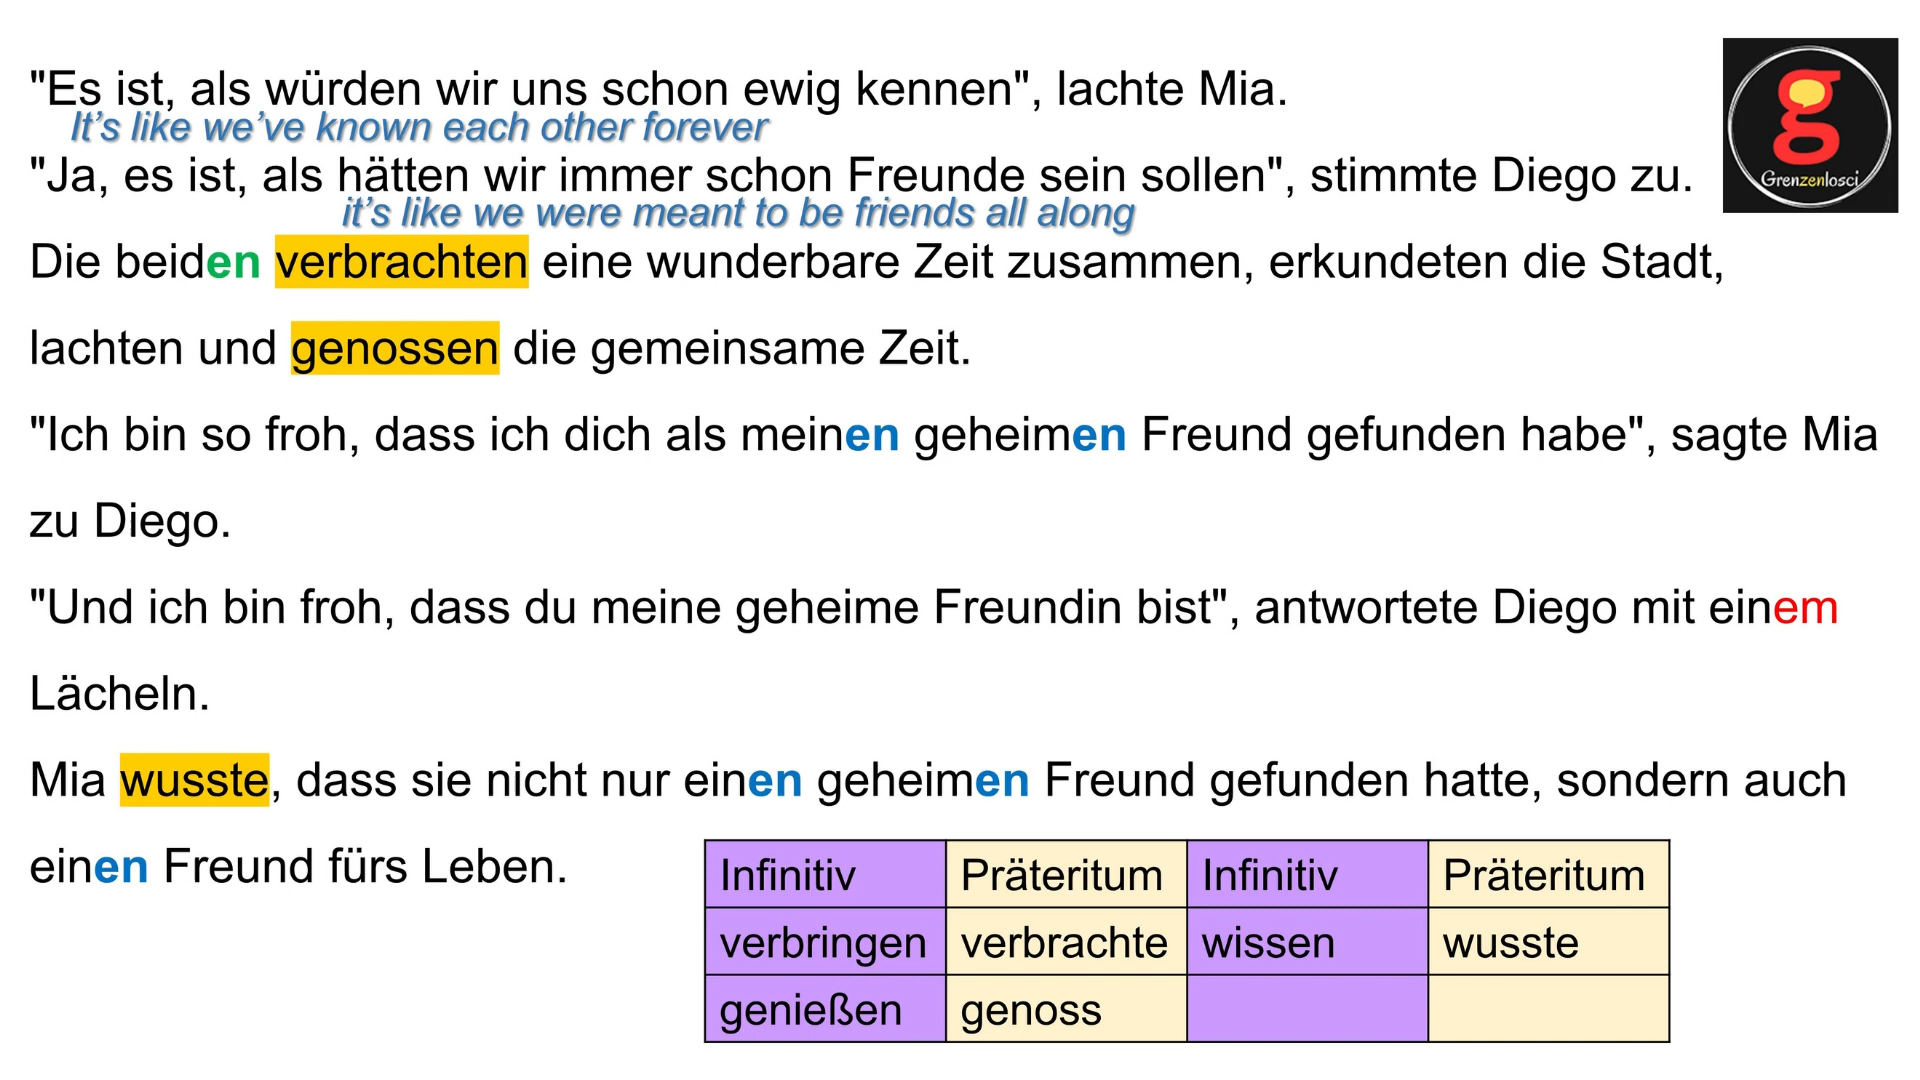 "Es ist, als würden wir uns schon ewig kennen", lachte Mia.
It's like we've known each other forever
"Ja, es ist, als hätten wir immer schon Freunde sein sollen", stimmte Diego zu.
it's like we were meant to be friends all along
Die beiden verbrachten eine wunderbare Zeit zusammen, erkundeten die Stadt,
lachten und genossen die gemeinsame Zeit.
"Ich bin so froh, dass ich dich als meinen geheimen Freund gefunden habe", sagte Mia
zu Diego.
"Und ich bin froh, dass du meine geheime Freundin bist", antwortete Diego mit einem
Lächeln.
Mia wusste, dass sie nicht nur einen geheimen Freund gefunden hatte, sondern auch
einen Freund fürs Leben.
Infinitiv Präteritum Infinitiv Präteritum
verbringen verbrachte wissen wusste
genießen genoss
g
Grenzenlosci